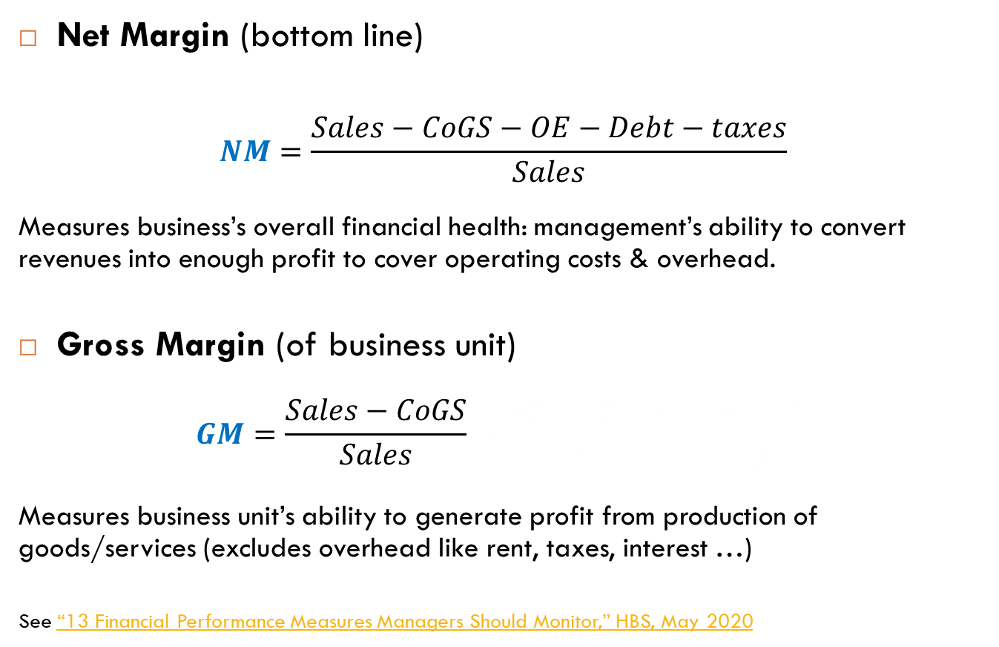 □ Net Margin (bottom line)
NM = \frac{Sales − CoGS − OE − Debt − taxes}{Sales}
Measures business’s overall financial health: management’s ability to convert
revenues into enough profit to cover operating costs & overhead.
□ Gross Margin (of business unit)
GM = \frac{Sales − CoGS}{Sales}
Measures business unit’s ability to generate profit from production of
goods/services (excludes overhead like rent, taxes, interest …)
See “13 Financial Performance Measures Managers Should Monitor,” HBS, May 2020